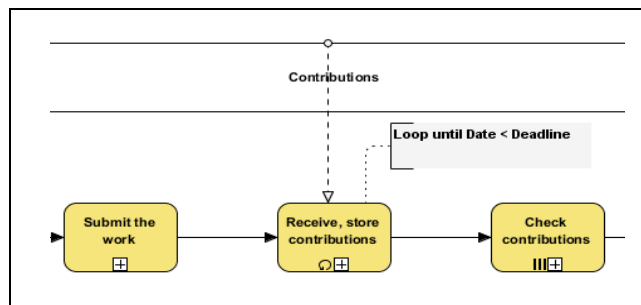 Contributions
Loop until Date < Deadline
Submit the
work
Receive, store
contributions
Check
contributions